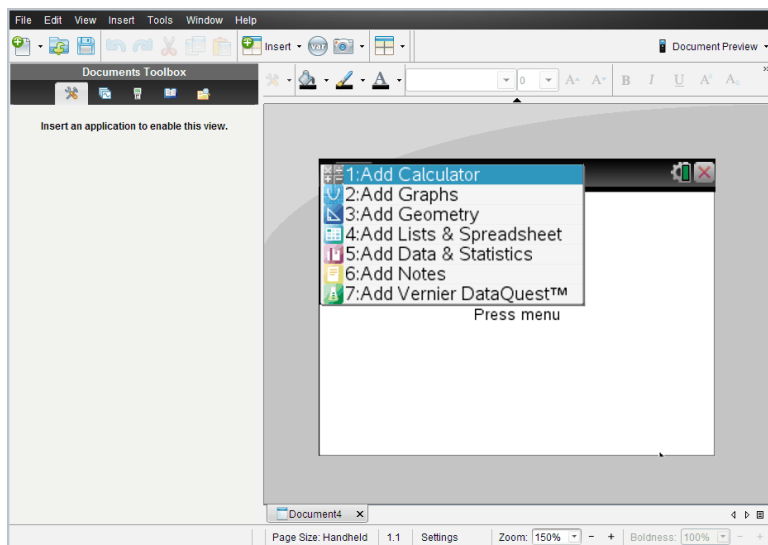 File Edit View Insert Tools Window Help
Insert var Document Preview
Documents Toolbox
0 A+ A- B I U
Insert an application to enable this view.
1:Add Calculator
2:Add Graphs
3:Add Geometry
4:Add Lists & Spreadsheet
5:Add Data & Statistics
6:Add Notes
7:Add Vernier DataQuest™
Press menu
Document4
Page Size: Handheld 1.1 Settings Zoom: 150% - + Boldness: 100% - +